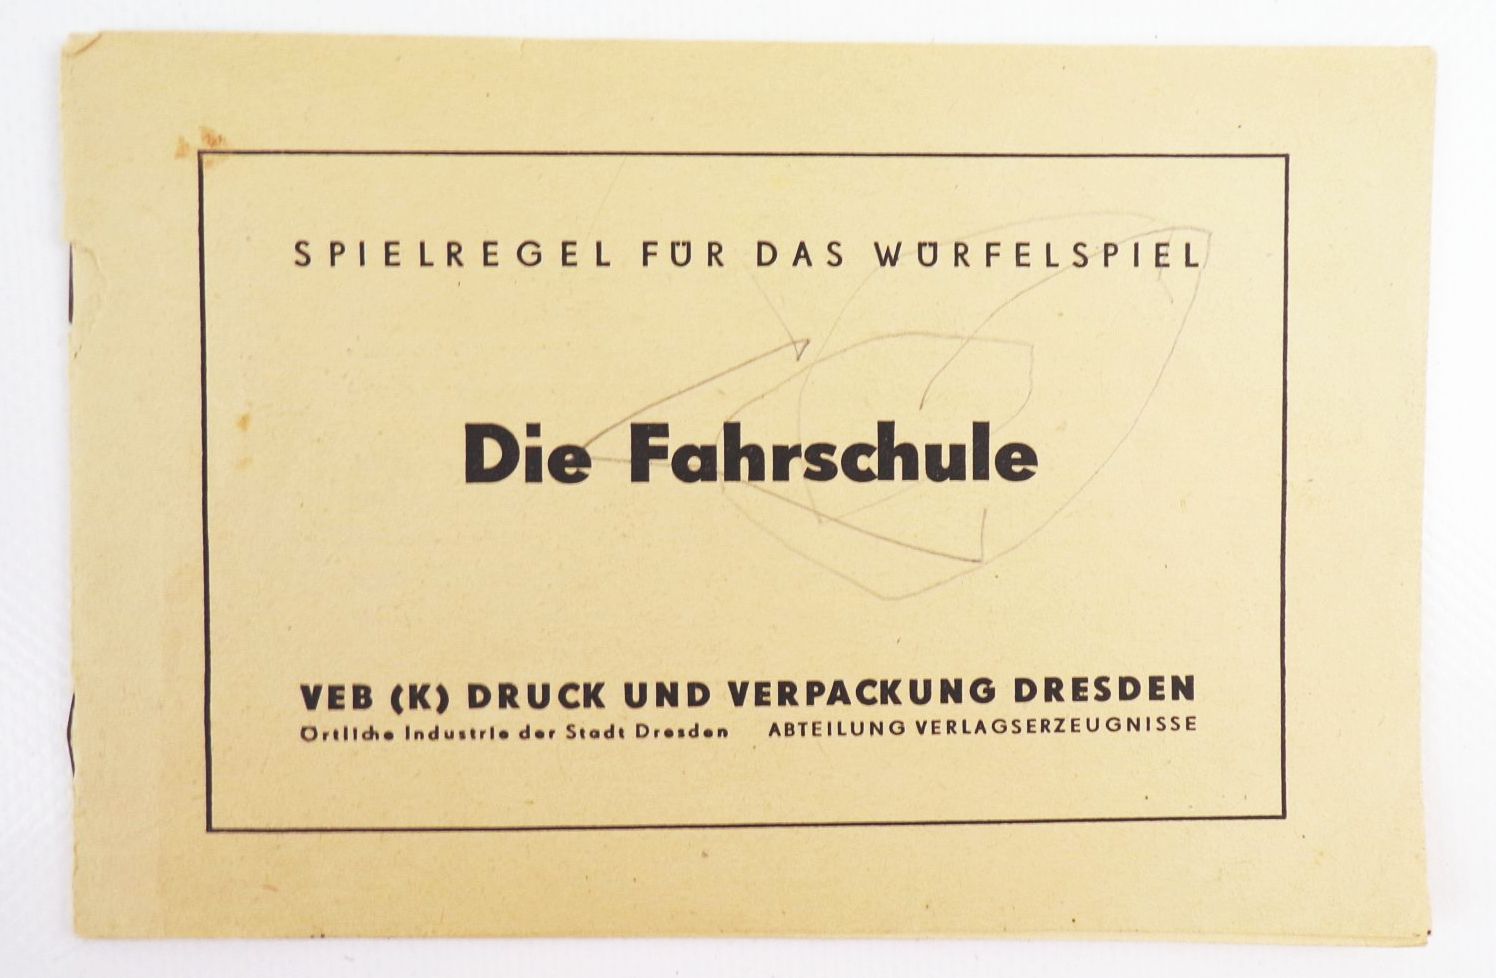 SPIELREGEL FÜR DAS WÜRFELSPIEL
Die Fahrschule
VEB (K) DRUCK UND VERPACKUNG DRESDEN
Örtliche Industrie der Stadt Dresden ABTEILUNG VERLAGSERZEUGNISSE